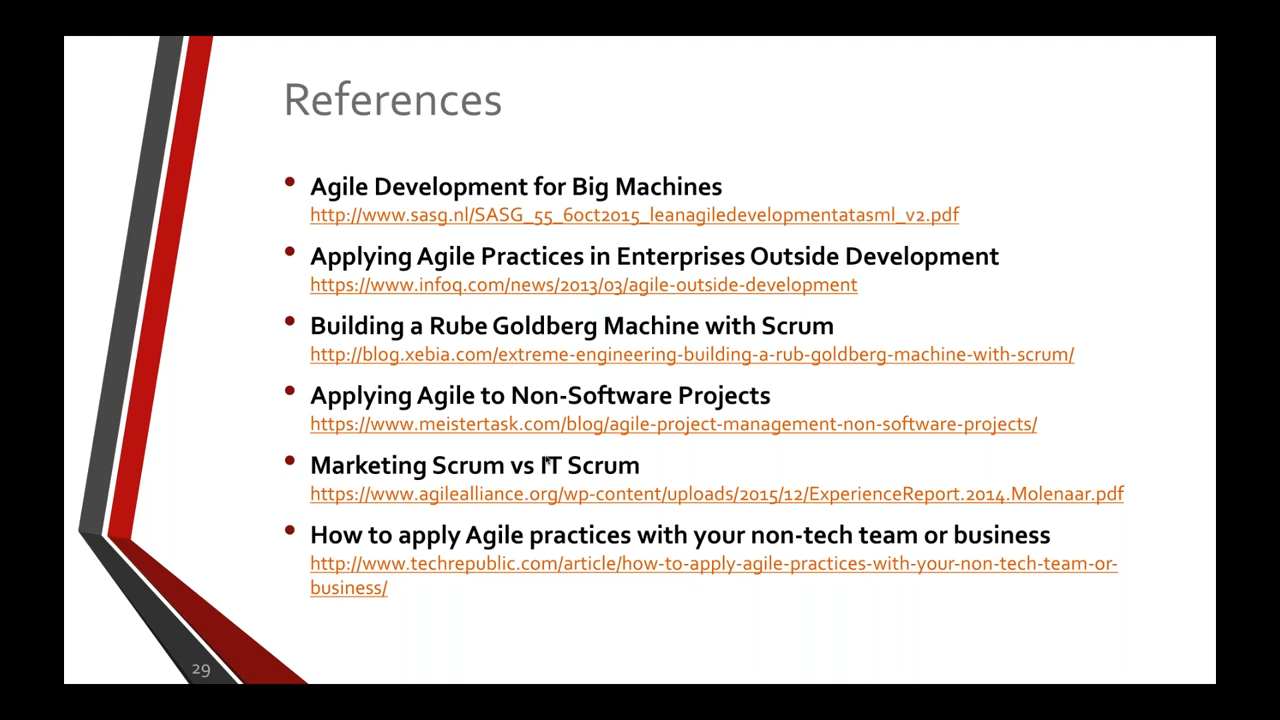 References
• Agile Development for Big Machines
http://www.sasg.nl/SASG_55_6oct2015_leanagiledevelopmentatasml_v2.pdf
• Applying Agile Practices in Enterprises Outside Development
https://www.infoq.com/news/2013/03/agile-outside-development
• Building a Rube Goldberg Machine with Scrum
http://blog.xebia.com/extreme-engineering-building-a-rub-goldberg-machine-with-scrum/
• Applying Agile to Non-Software Projects
https://www.meistertask.com/blog/agile-project-management-non-software-projects/
• Marketing Scrum vs IT Scrum
https://www.agilealliance.org/wp-content/uploads/2015/12/ExperienceReport.2014.Molenaar.pdf
• How to apply Agile practices with your non-tech team or business
http://www.techrepublic.com/article/how-to-apply-agile-practices-with-your-non-tech-team-or-
business/
29